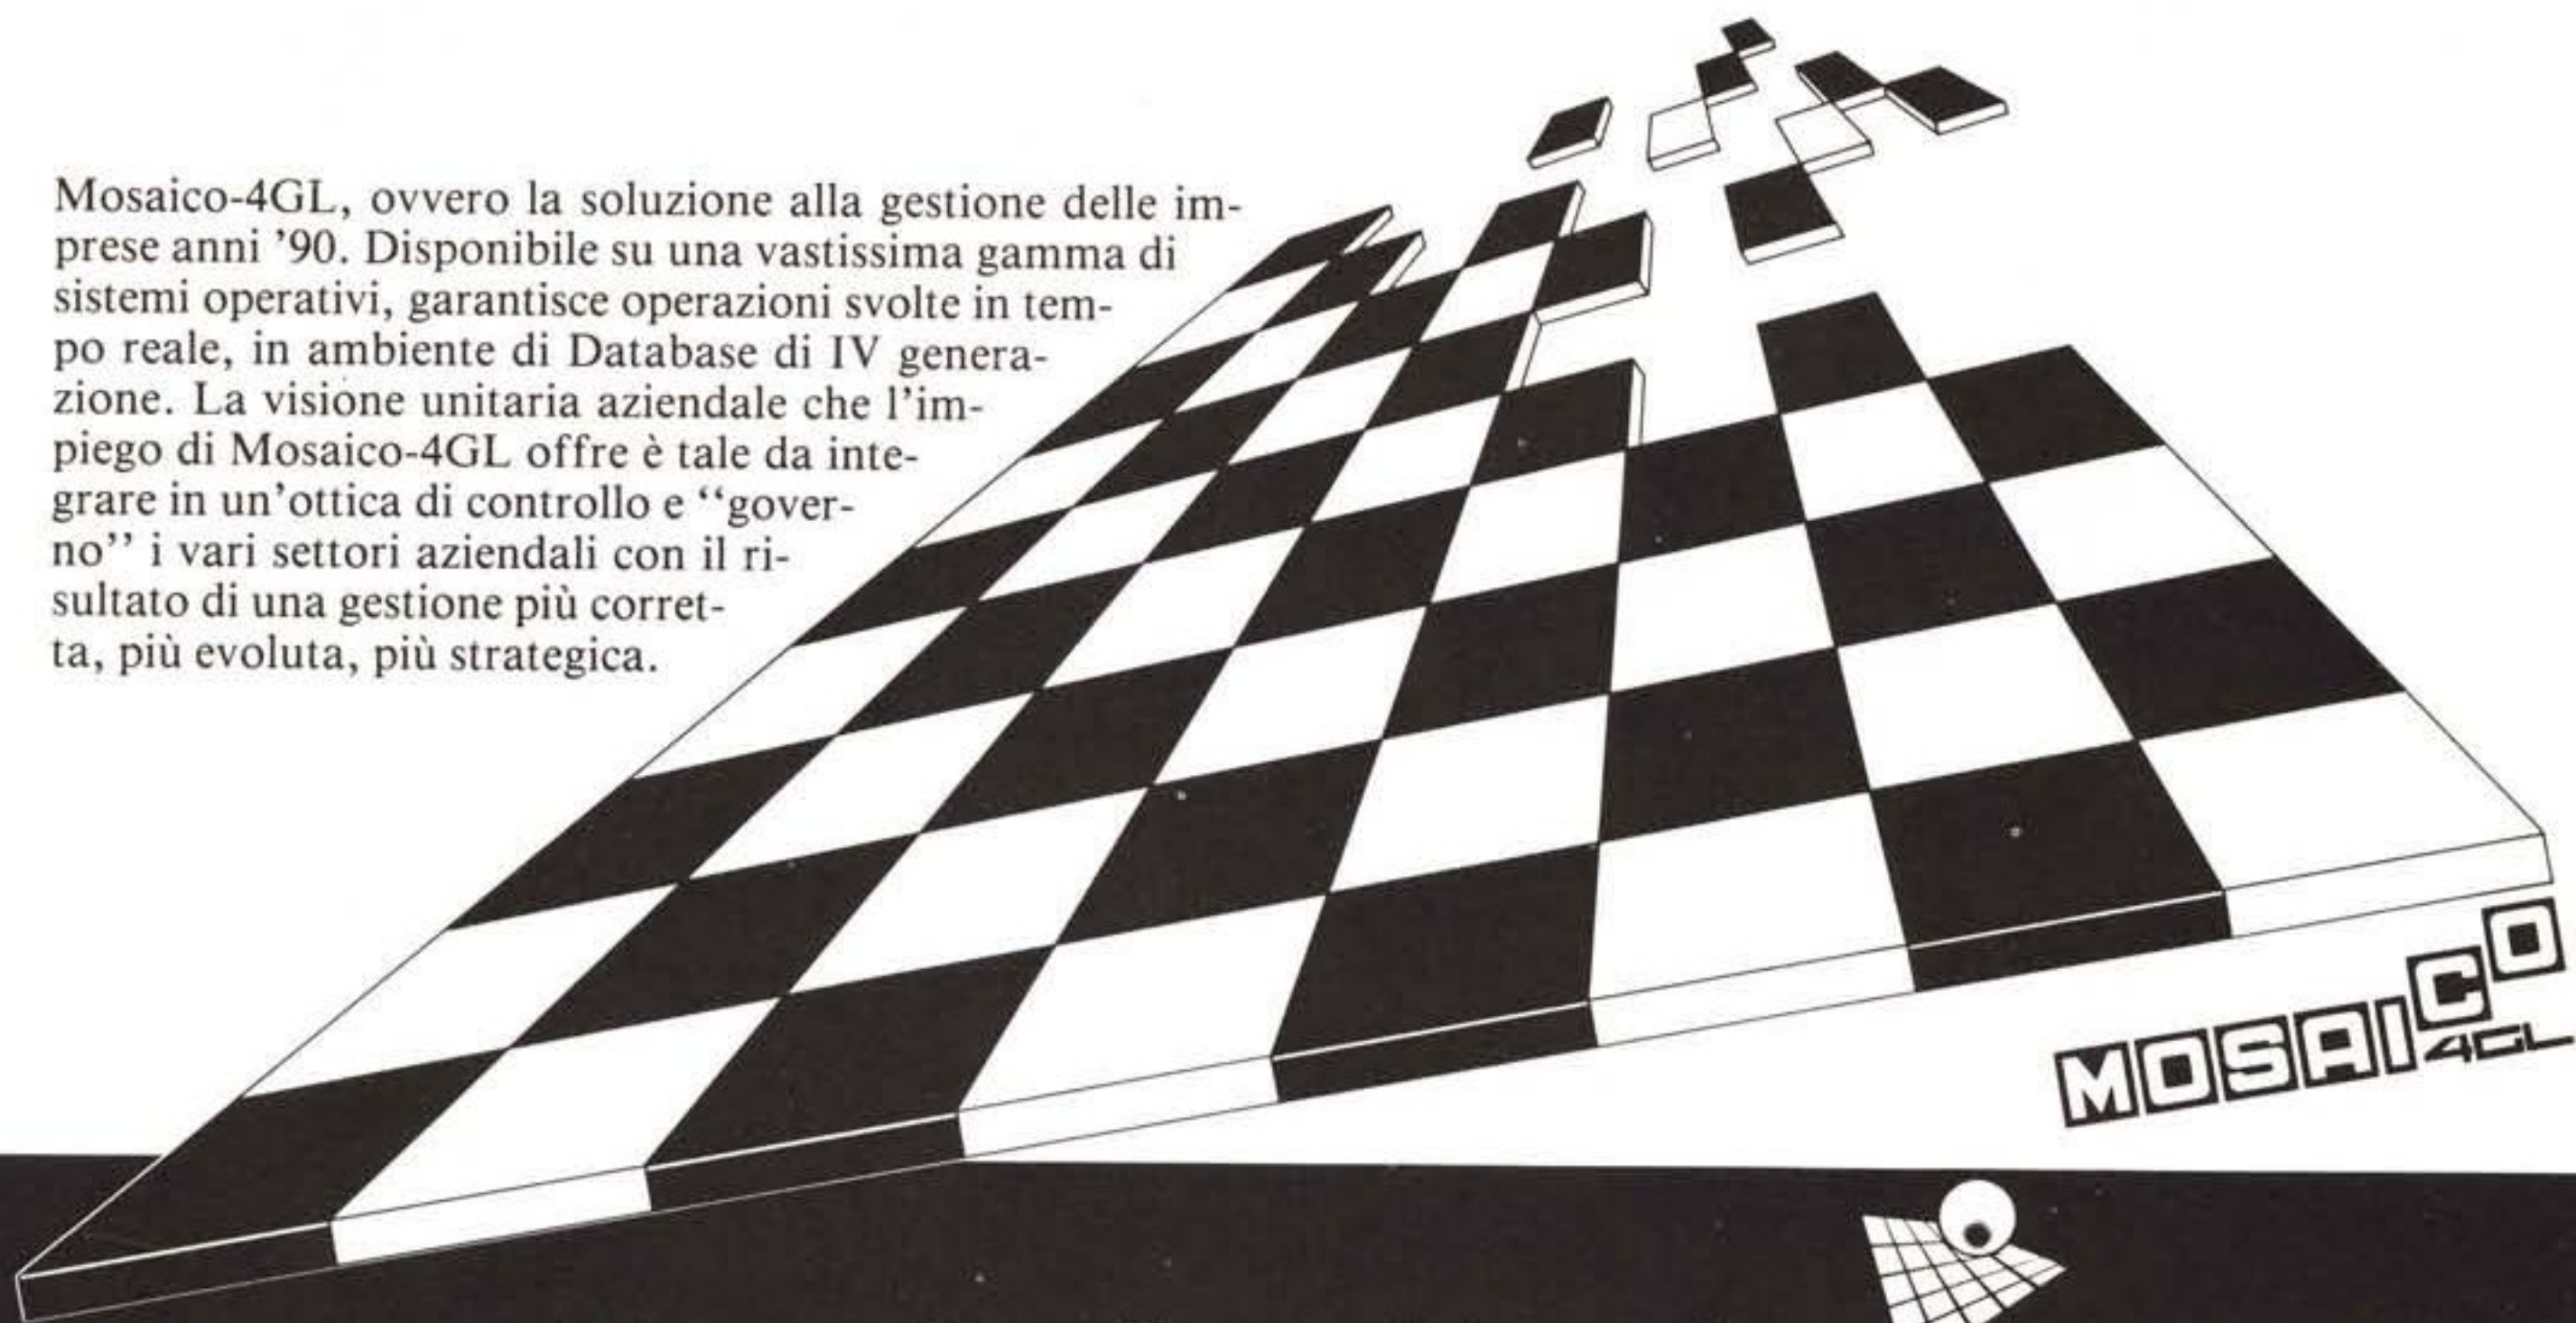 Mosaico-4GL, ovvero la soluzione alla gestione delle im-
prese anni '90. Disponibile su una vastissima gamma di
sistemi operativi, garantisce operazioni svolte in tem-
po reale, in ambiente di Database di IV genera-
zione. La visione unitaria aziendale che l'im-
piego di Mosaico-4GL offre è tale da inte-
grare in un'ottica di controllo e “gover-
no” i vari settori aziendali con il ri-
sultato di una gestione più corret-
ta, più evoluta, più strategica.
MOSAICO
4GL